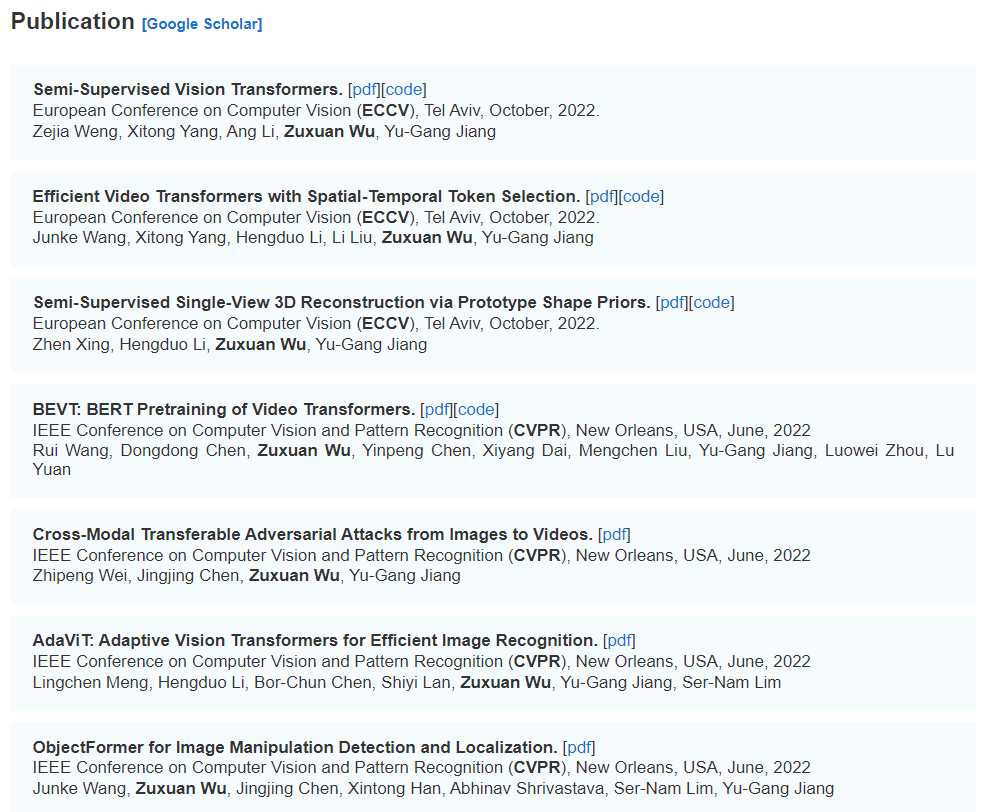 Publication [Google Scholar]
Semi-Supervised Vision Transformers. [pdf][code]
European Conference on Computer Vision (ECCV), Tel Aviv, October, 2022.
Zejia Weng, Xitong Yang, Ang Li, Zuxuan Wu, Yu-Gang Jiang
Efficient Video Transformers with Spatial-Temporal Token Selection. [pdf][code]
European Conference on Computer Vision (ECCV), Tel Aviv, October, 2022.
Junke Wang, Xitong Yang, Hengduo Li, Li Liu, Zuxuan Wu, Yu-Gang Jiang
Semi-Supervised Single-View 3D Reconstruction via Prototype Shape Priors. [pdf][code]
European Conference on Computer Vision (ECCV), Tel Aviv, October, 2022.
Zhen Xing, Hengduo Li, Zuxuan Wu, Yu-Gang Jiang
BEVT: BERT Pretraining of Video Transformers. [pdf][code]
IEEE Conference on Computer Vision and Pattern Recognition (CVPR), New Orleans, USA, June, 2022
Rui Wang, Dongdong Chen, Zuxuan Wu, Yinpeng Chen, Xiyang Dai, Mengchen Liu, Yu-Gang Jiang, Luowei Zhou, Lu
Yuan
Cross-Modal Transferable Adversarial Attacks from Images to Videos. [pdf]
IEEE Conference on Computer Vision and Pattern Recognition (CVPR), New Orleans, USA, June, 2022
Zhipeng Wei, Jingjing Chen, Zuxuan Wu, Yu-Gang Jiang
AdaViT: Adaptive Vision Transformers for Efficient Image Recognition. [pdf]
IEEE Conference on Computer Vision and Pattern Recognition (CVPR), New Orleans, USA, June, 2022
Lingchen Meng, Hengduo Li, Bor-Chun Chen, Shiyi Lan, Zuxuan Wu, Yu-Gang Jiang, Ser-Nam Lim
ObjectFormer for Image Manipulation Detection and Localization. [pdf]
IEEE Conference on Computer Vision and Pattern Recognition (CVPR), New Orleans, USA, June, 2022
Junke Wang, Zuxuan Wu, Jingjing Chen, Xintong Han, Abhinav Shrivastava, Ser-Nam Lim, Yu-Gang Jiang